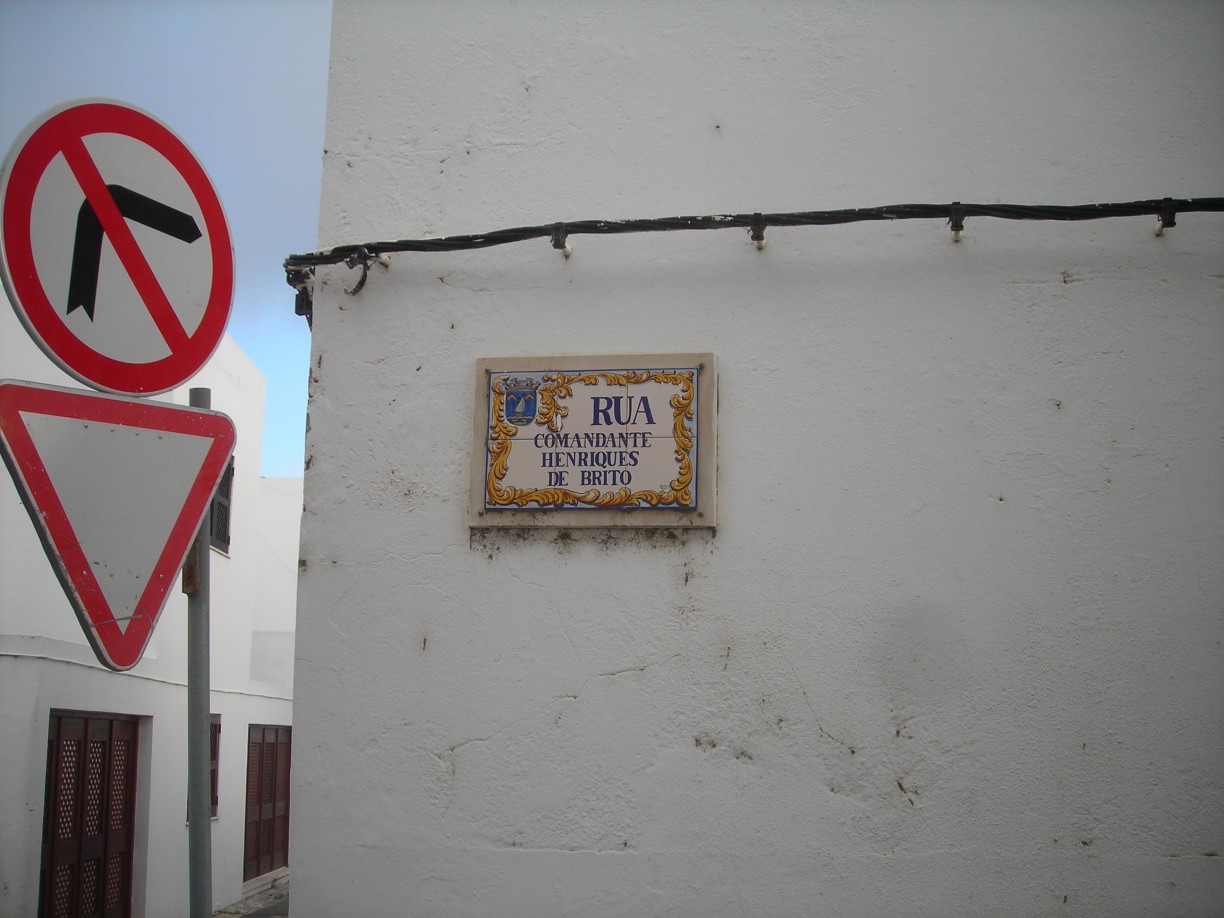 RUA
COMANDANTE
HENRIQUES
DE BRITO